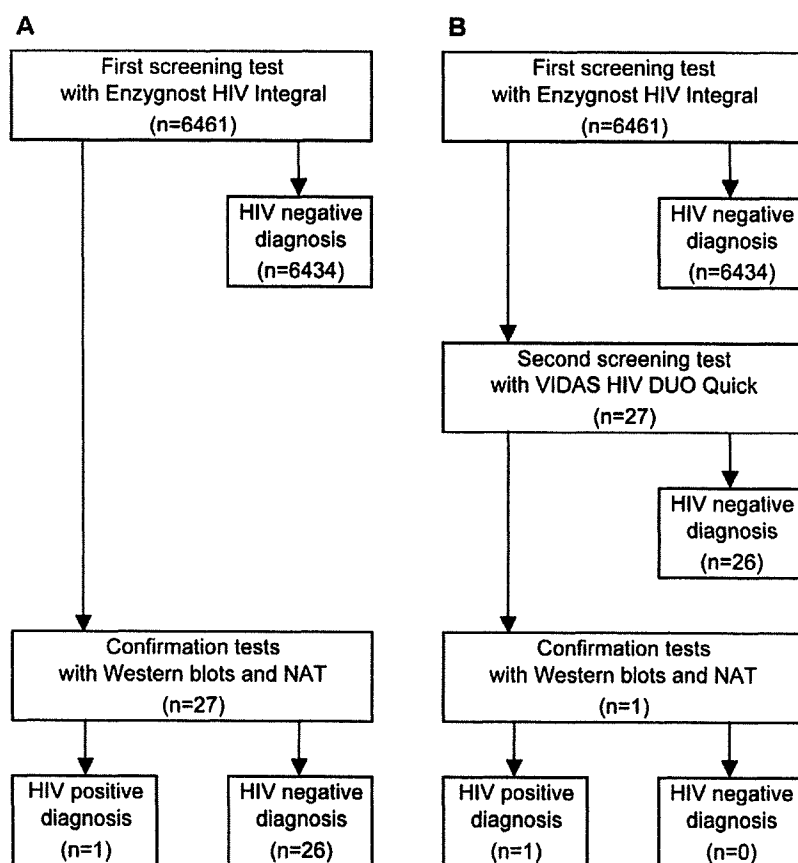 A
First screening test
with Enzygnost HIV Integral
(n=6461)
HIV negative
diagnosis
(n=6434)
Confirmation tests
with Western blots and NAT
(n=27)
HIV positive
diagnosis
(n=1)
HIV negative
diagnosis
(n=26)
B
First screening test
with Enzygnost HIV Integral
(n=6461)
HIV negative
diagnosis
(n=6434)
Second screening test
with VIDAS HIV DUO Quick
(n=27)
HIV negative
diagnosis
(n=26)
Confirmation tests
with Western blots and NAT
(n=1)
HIV positive
diagnosis
(n=1)
HIV negative
diagnosis
(n=0)